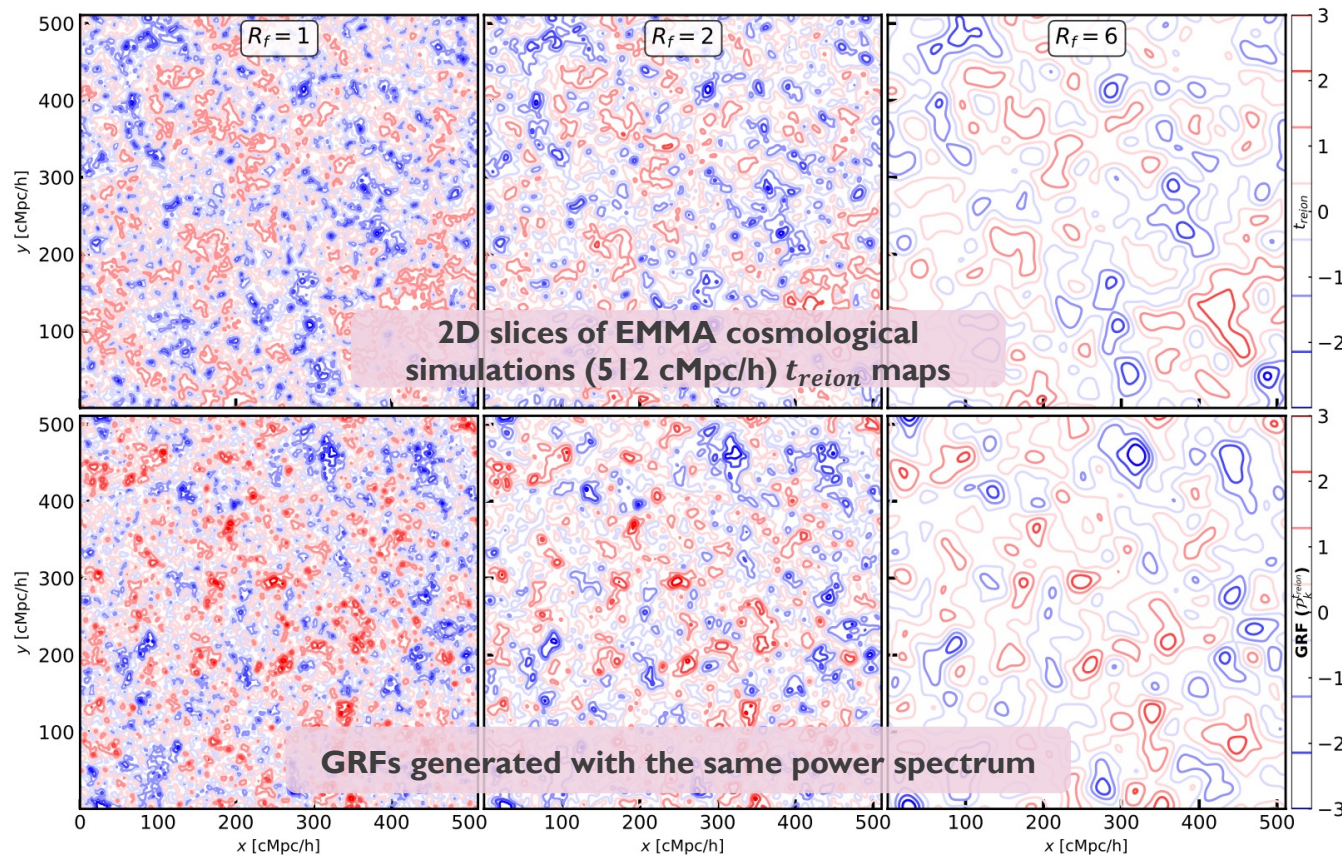 R_f = 1
R_f = 2
R_f = 6
500
400
300
200
100
y [cMpc/h]
3
2
1
0
−1
−2
t_reion
2D slices of EMMA cosmological
simulations (512 cMpc/h) t_reion maps
500
400
300
200
100
y [cMpc/h]
3
2
1
0
−1
−2
−3
GRF (P_k^{t_reion})
GRFs generated with the same power spectrum
0 100 200 300 400 500
100 200 300 400 500
100 200 300 400 500
x [cMpc/h]
x [cMpc/h]
x [cMpc/h]